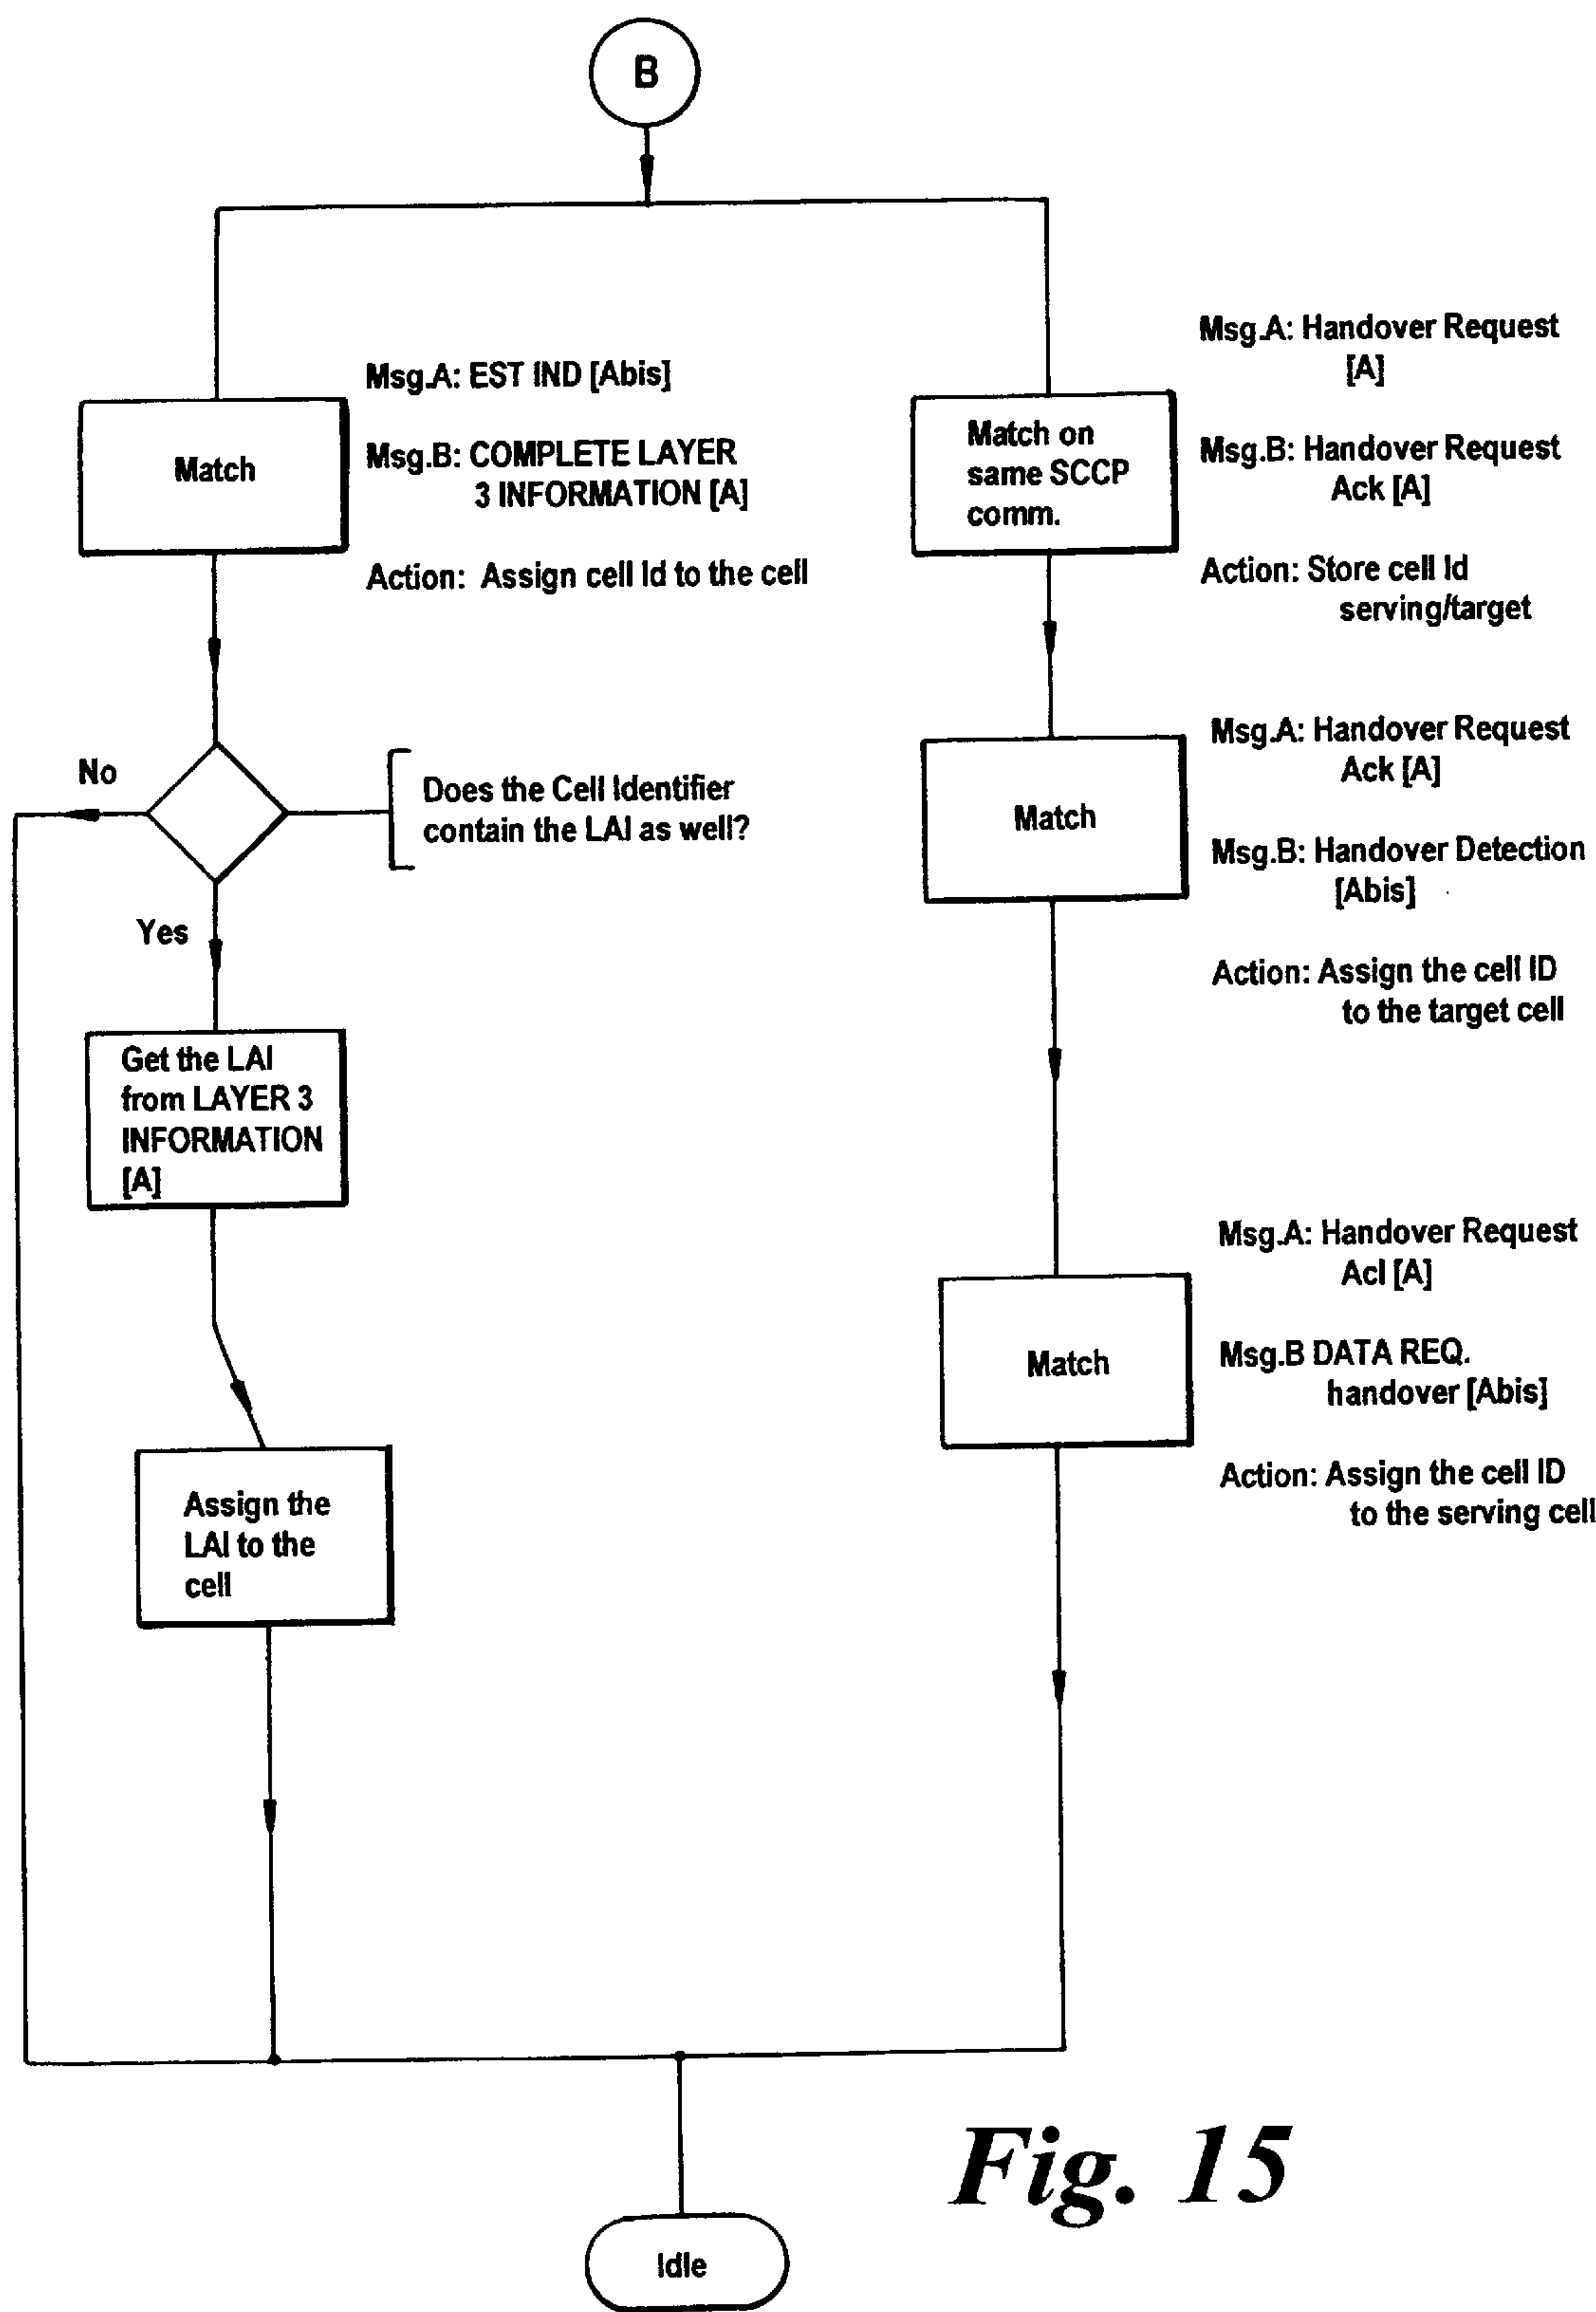 B
Match
Msg.A: EST IND [Abis]
Msg.B: COMPLETE LAYER
3 INFORMATION [A]
Action: Assign cell Id to the cell
No
Does the Cell Identifier
contain the LAI as well?
Yes
Get the LAI
from LAYER 3
INFORMATION
[A]
Assign the
LAI to the
cell
Match on
same SCCP
comm.
Msg.A: Handover Request
[A]
Msg.B: Handover Request
Ack [A]
Action: Store cell Id
serving/target
Match
Msg.A: Handover Request
Ack [A]
Msg.B: Handover Detection
[Abis]
Action: Assign the cell ID
to the target cell
Match
Msg.A: Handover Request
Acl [A]
Msg.B DATA REQ.
handover [Abis]
Action: Assign the cell ID
to the serving cell
Idle
Fig. 15